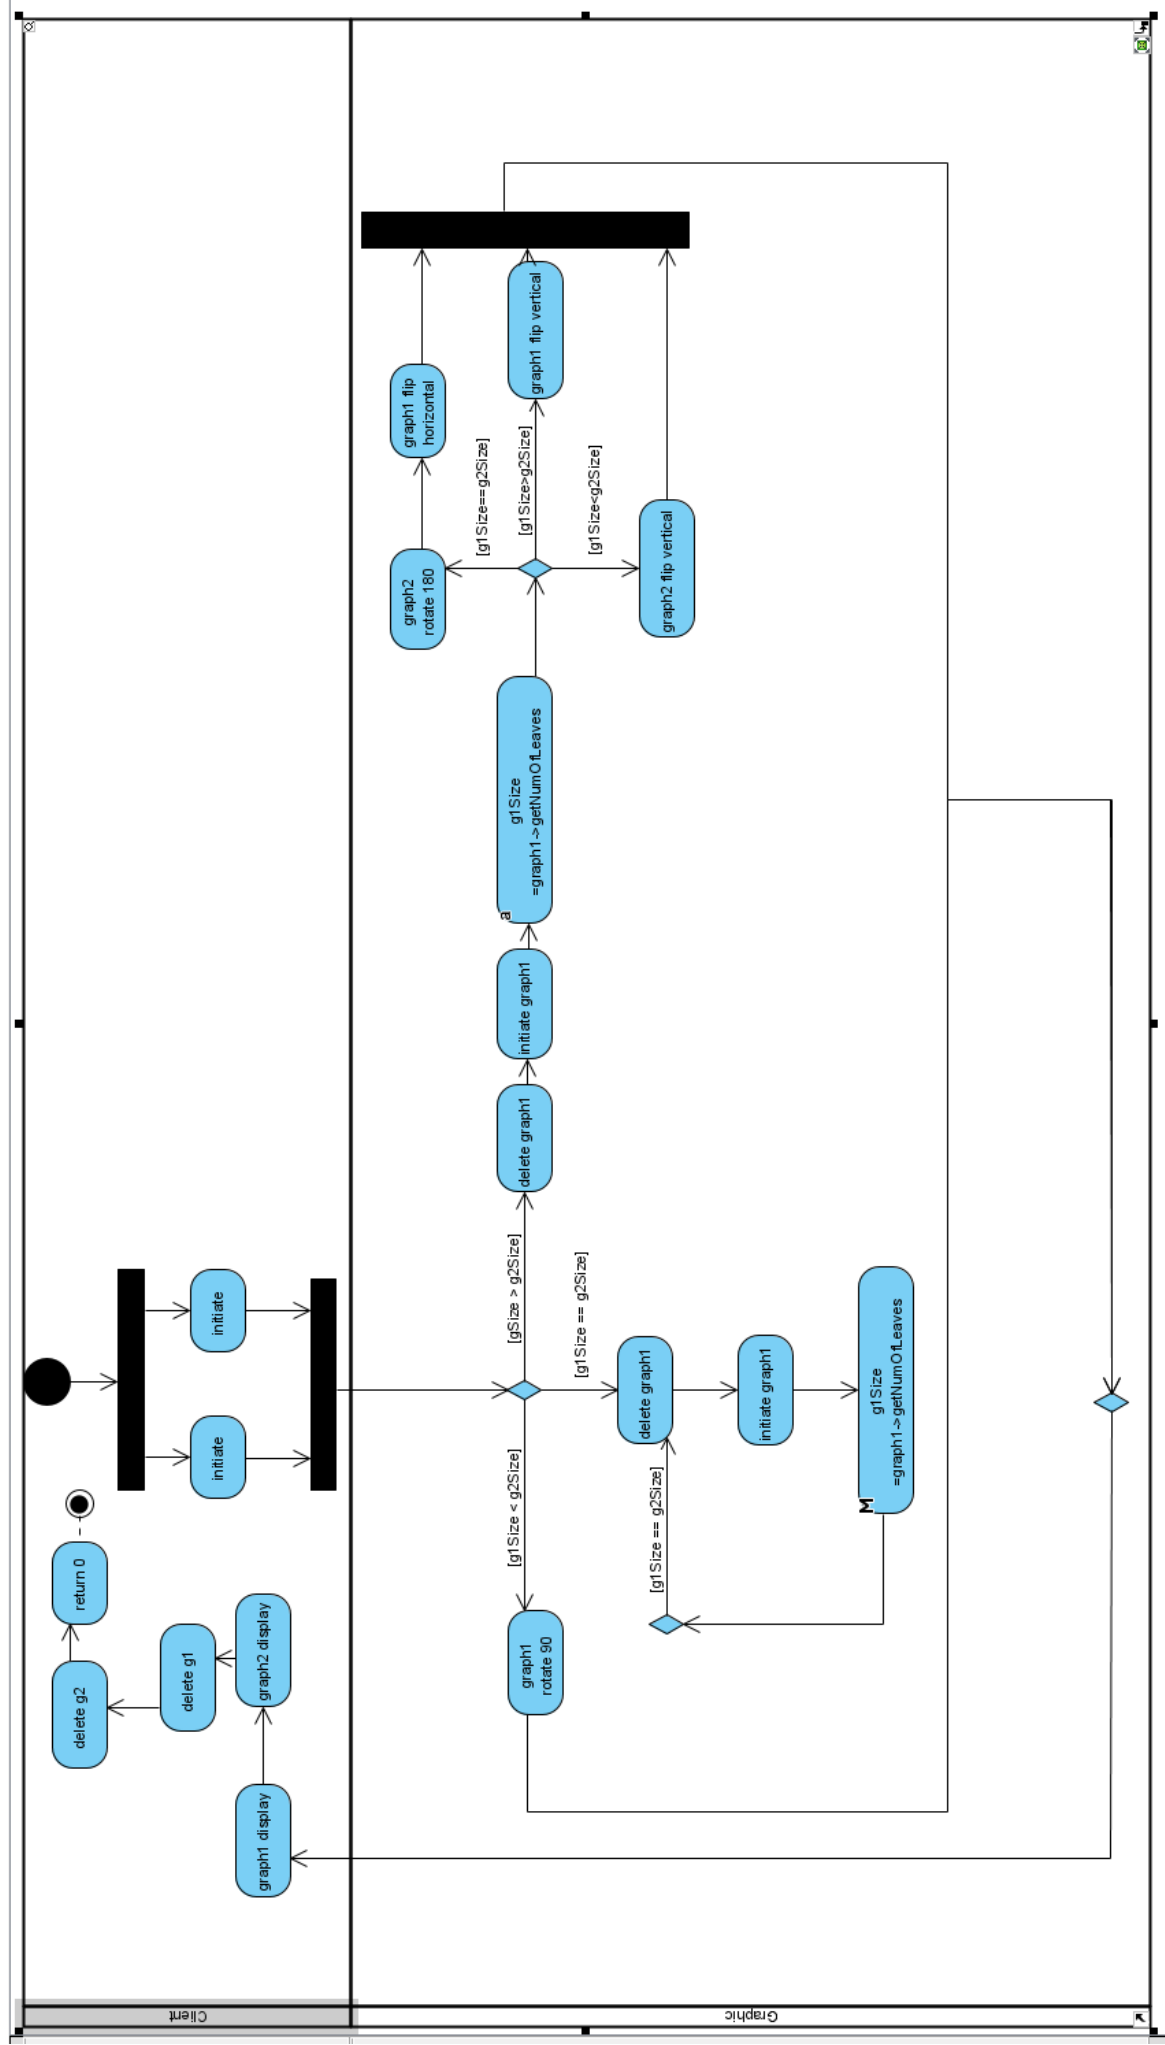 Client
Graphic
initiate
initiate
return 0
delete g2
delete g1
graph2 display
graph1 display
[g1Size < g2Size]
[gSize > g2Size]
[g1Size == g2Size]
graph1
rotate 90
delete graph1
initiate graph1
g1Size
=graph1->getNumOfLeaves
M
[g1Size == g2Size]
delete graph1
initiate graph1
g1Size
=graph1->getNumOfLeaves
a
[g1Size==g2Size]
[g1Size>g2Size]
[g1Size<g2Size]
graph2
rotate 180
graph1 flip
horizontal
graph1 flip vertical
graph2 flip vertical